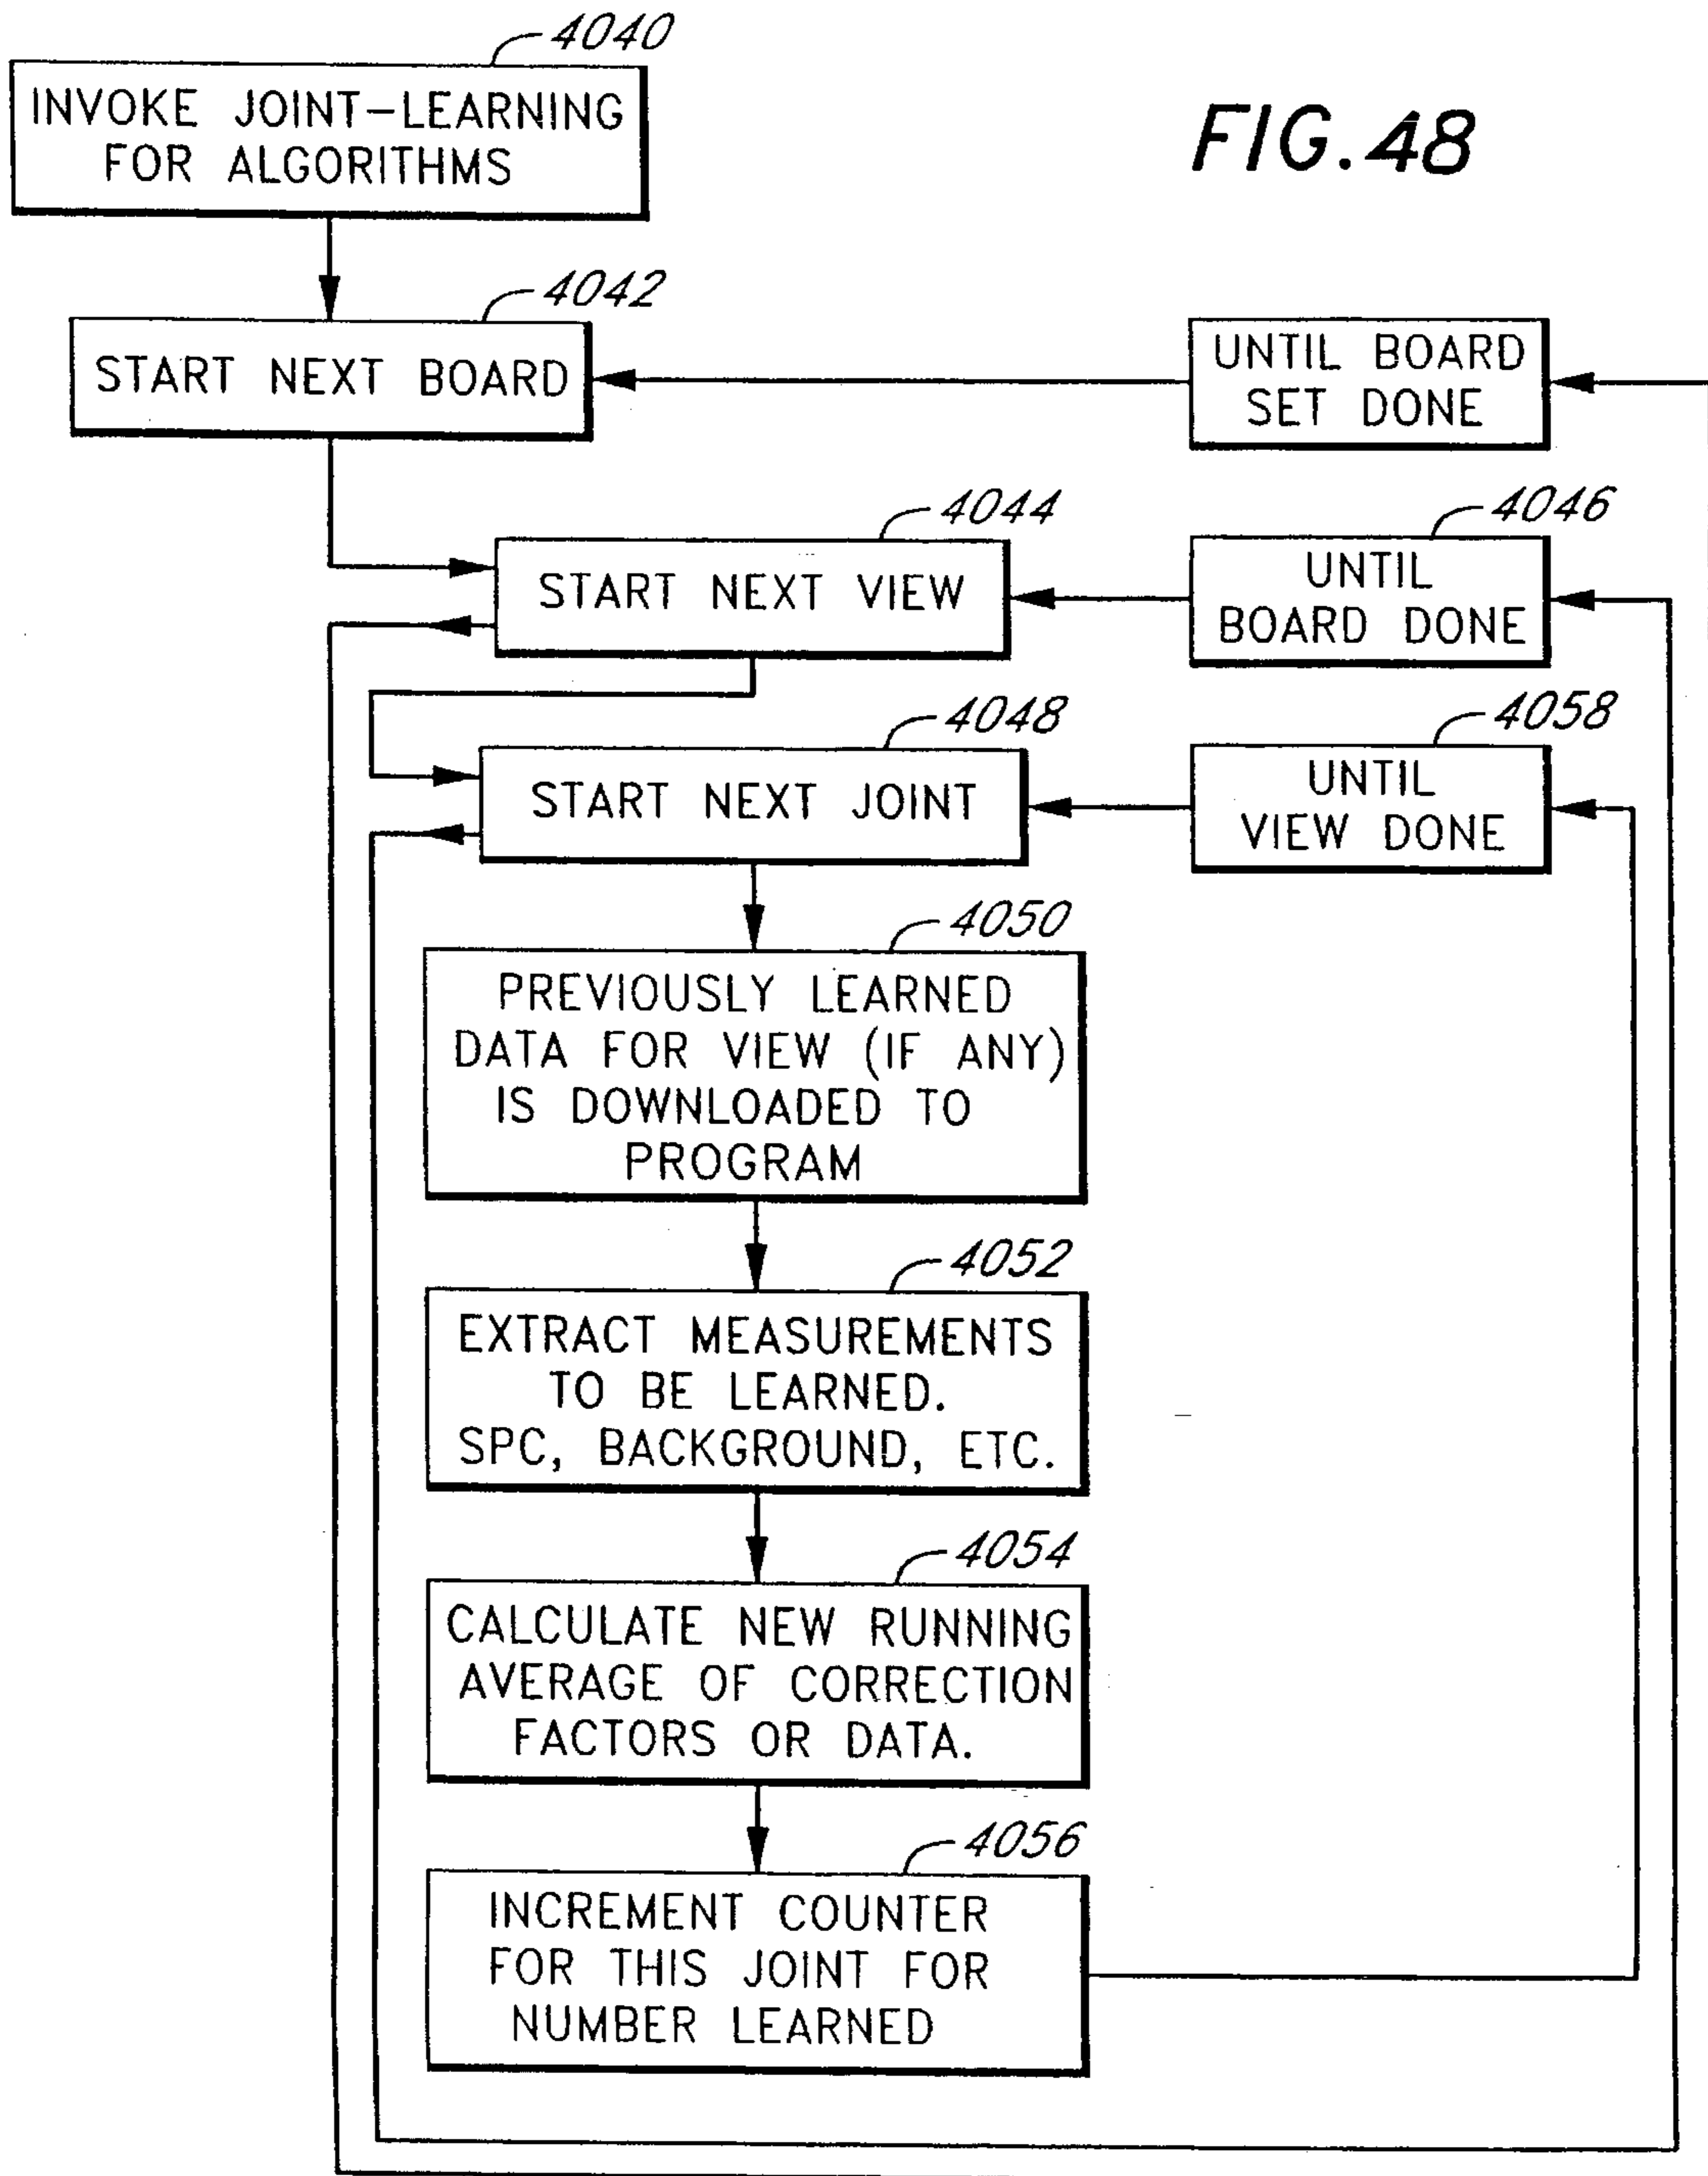 4040
INVOKE JOINT-LEARNING
FOR ALGORITHMS
FIG. 48
4042
START NEXT BOARD
UNTIL BOARD
SET DONE
4044
START NEXT VIEW
4046
UNTIL
BOARD DONE
4048
START NEXT JOINT
4058
UNTIL
VIEW DONE
4050
PREVIOUSLY LEARNED
DATA FOR VIEW (IF ANY)
IS DOWNLOADED TO
PROGRAM
4052
EXTRACT MEASUREMENTS
TO BE LEARNED.
SPC, BACKGROUND, ETC.
4054
CALCULATE NEW RUNNING
AVERAGE OF CORRECTION
FACTORS OR DATA.
4056
INCREMENT COUNTER
FOR THIS JOINT FOR
NUMBER LEARNED